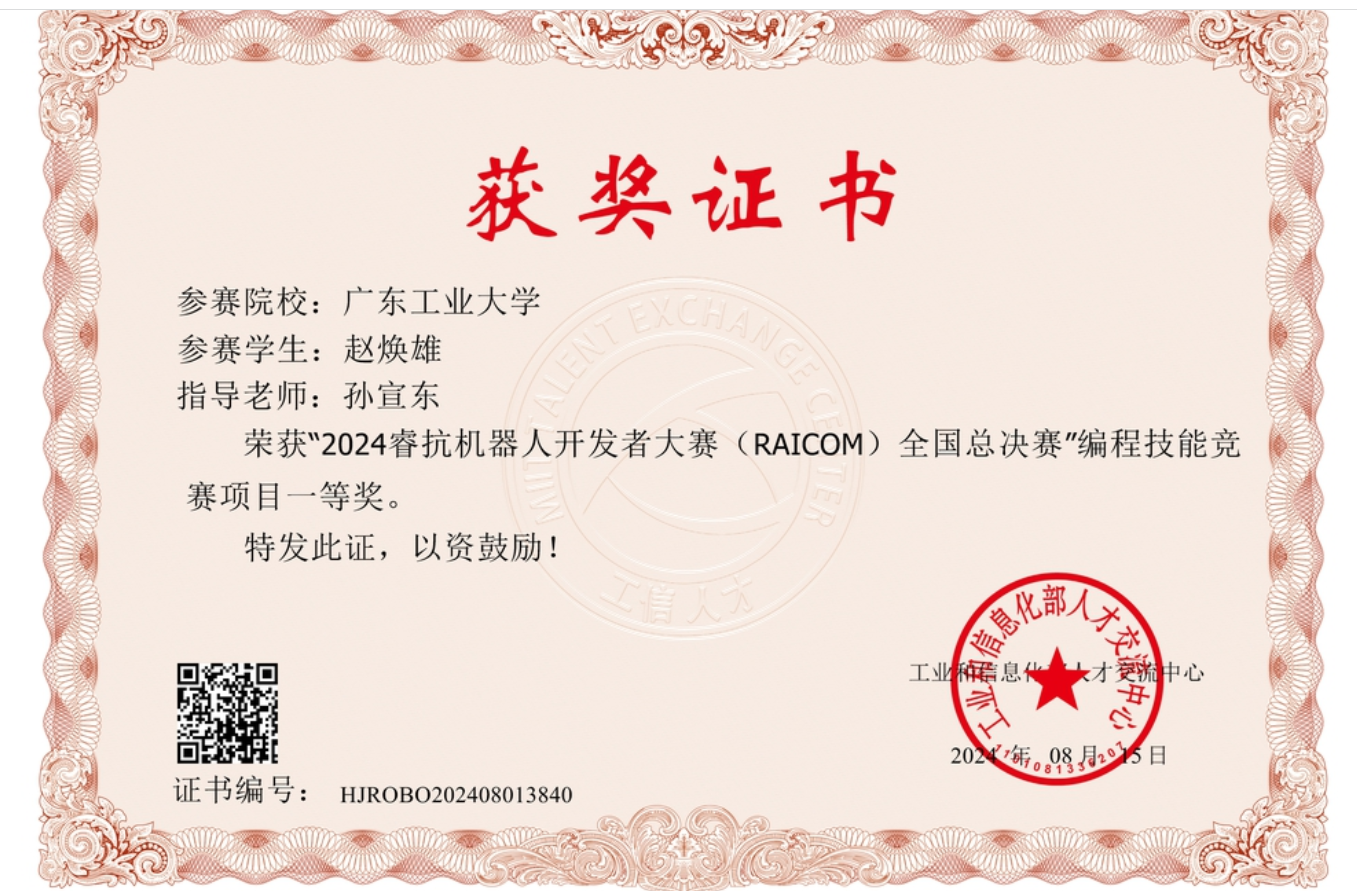 获奖证书
参赛院校：广东工业大学
参赛学生：赵焕雄
指导老师：孙宣东
荣获“2024睿抗机器人开发者大赛（RAICOM）全国总决赛”编程技能竞
赛项目一等奖。
特发此证，以资鼓励！
MIIT TALENT EXCHANGE CENTER
工信人才
工业和信息化部人才交流中心
工业和信息化部人才交流中心
2024 年 08 月 15 日
证书编号： HJROBO202408013840